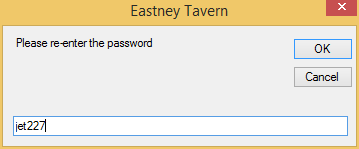 Eastney Tavern
Please re-enter the password
OK
Cancel
jet227